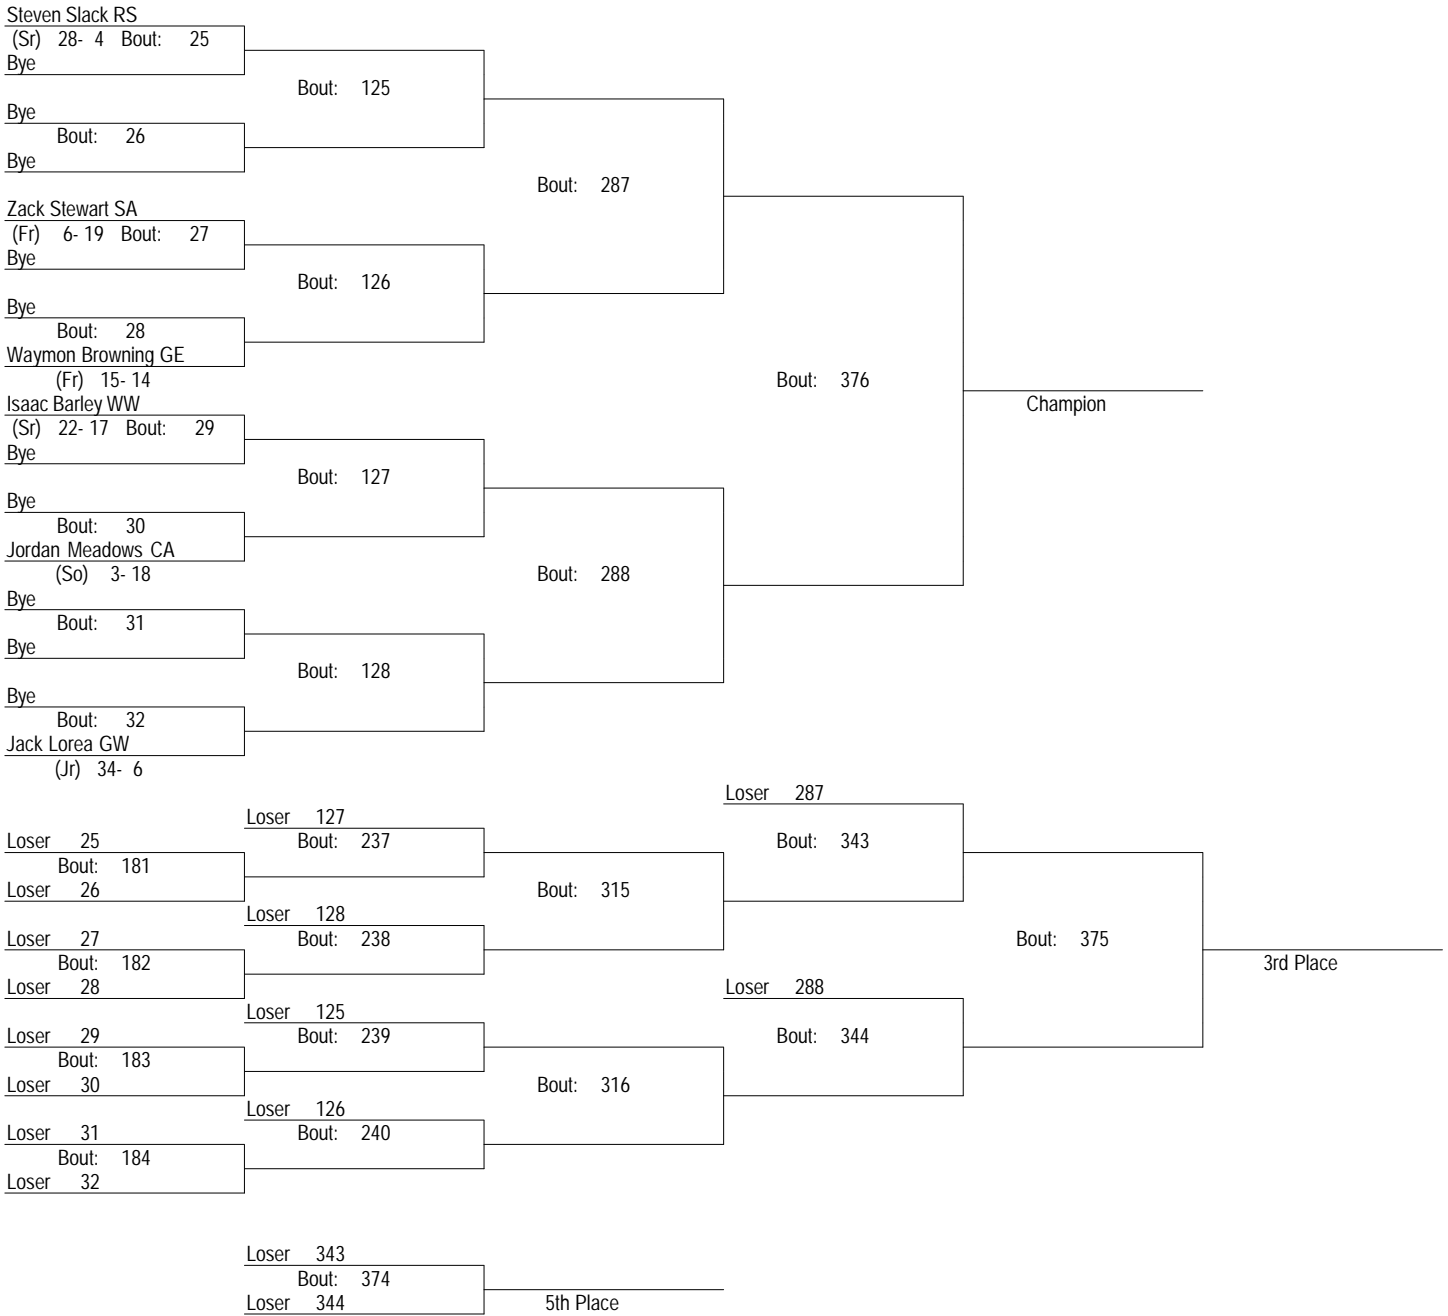 Steven Slack RS
(Sr) 28- 4 Bout: 25
Bye
Bout: 125
Bye
Bout: 26
Bye
Bout: 287
Zack Stewart SA
(Fr) 6- 19 Bout: 27
Bye
Bout: 126
Bye
Bout: 28
Waymon Browning GE
(Fr) 15- 14
Bout: 376
Isaac Barley WW
Champion
(Sr) 22- 17 Bout: 29
Bye
Bout: 127
Bye
Bout: 30
Jordan Meadows CA
(So) 3- 18
Bout: 288
Bye
Bout: 31
Bye
Bout: 128
Bye
Bout: 32
Jack Lorea GW
(Jr) 34- 6
Loser 287
Loser 127
Loser 25
Bout: 237
Bout: 343
Bout: 181
Loser 26
Bout: 315
Loser 128
Loser 27
Bout: 238
Bout: 375
Bout: 182
3rd Place
Loser 28
Loser 288
Loser 125
Loser 29
Bout: 239
Bout: 344
Bout: 183
Loser 30
Bout: 316
Loser 126
Loser 31
Bout: 240
Bout: 184
Loser 32
Loser 343
Bout: 374
Loser 344
5th Place